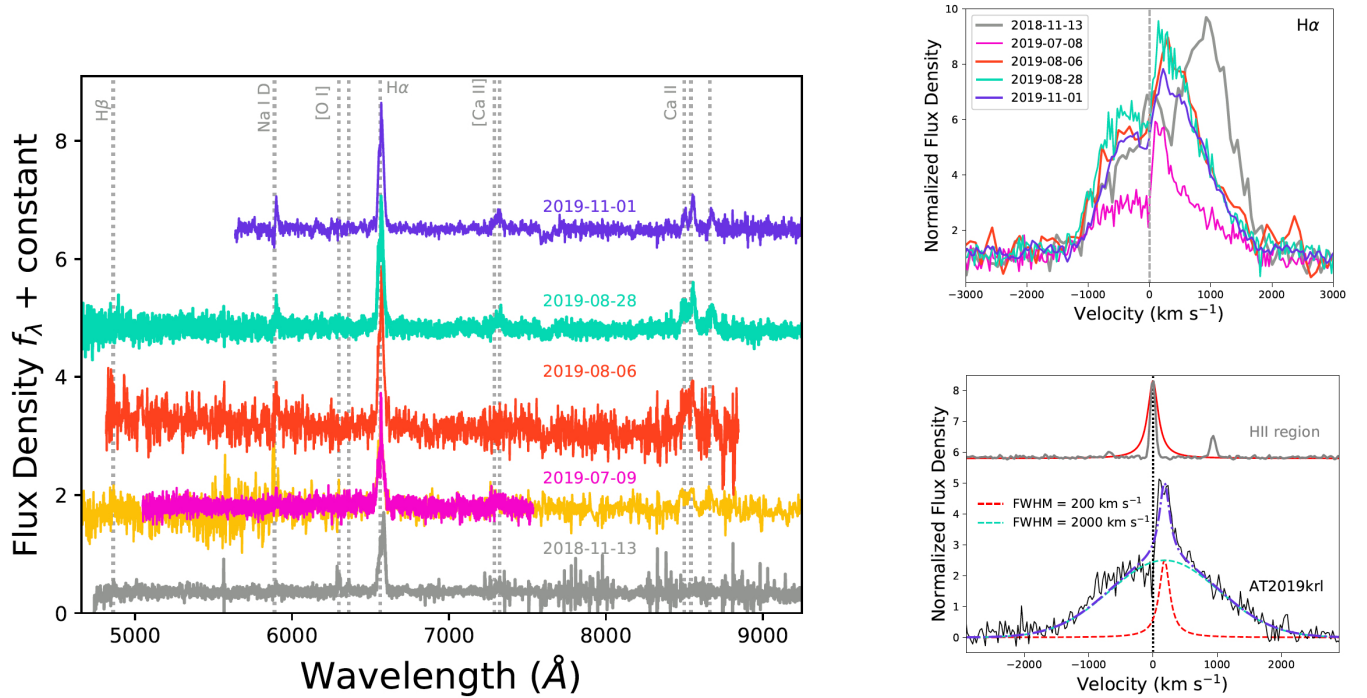 Flux Density f_λ + constant
8
6
4
2
0
Hβ
Na I D
[O I]
Hα
[Ca II]
Ca II
2019-11-01
2019-08-28
2019-08-06
2019-07-09
2018-11-13
5000 6000 7000 8000 9000
Wavelength (Å)
Normalized Flux Density
10
8
6
4
2
2018-11-13
2019-07-08
2019-08-06
2019-08-28
2019-11-01
Hα
−3000 −2000 −1000 0 1000 2000 3000
Velocity (km s⁻¹)
Normalized Flux Density
8
7
6
5
4
3
2
1
0
HII region
FWHM = 200 km s⁻¹
FWHM = 2000 km s⁻¹
AT2019krl
−2000 −1000 0 1000 2000
Velocity (km s⁻¹)